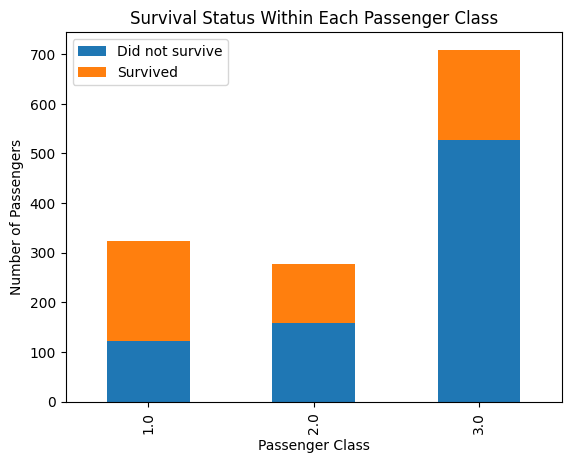 Survival Status Within Each Passenger Class
Did not survive
Survived
Number of Passengers
700
600
500
400
300
200
100
0
1.0
2.0
3.0
Passenger Class